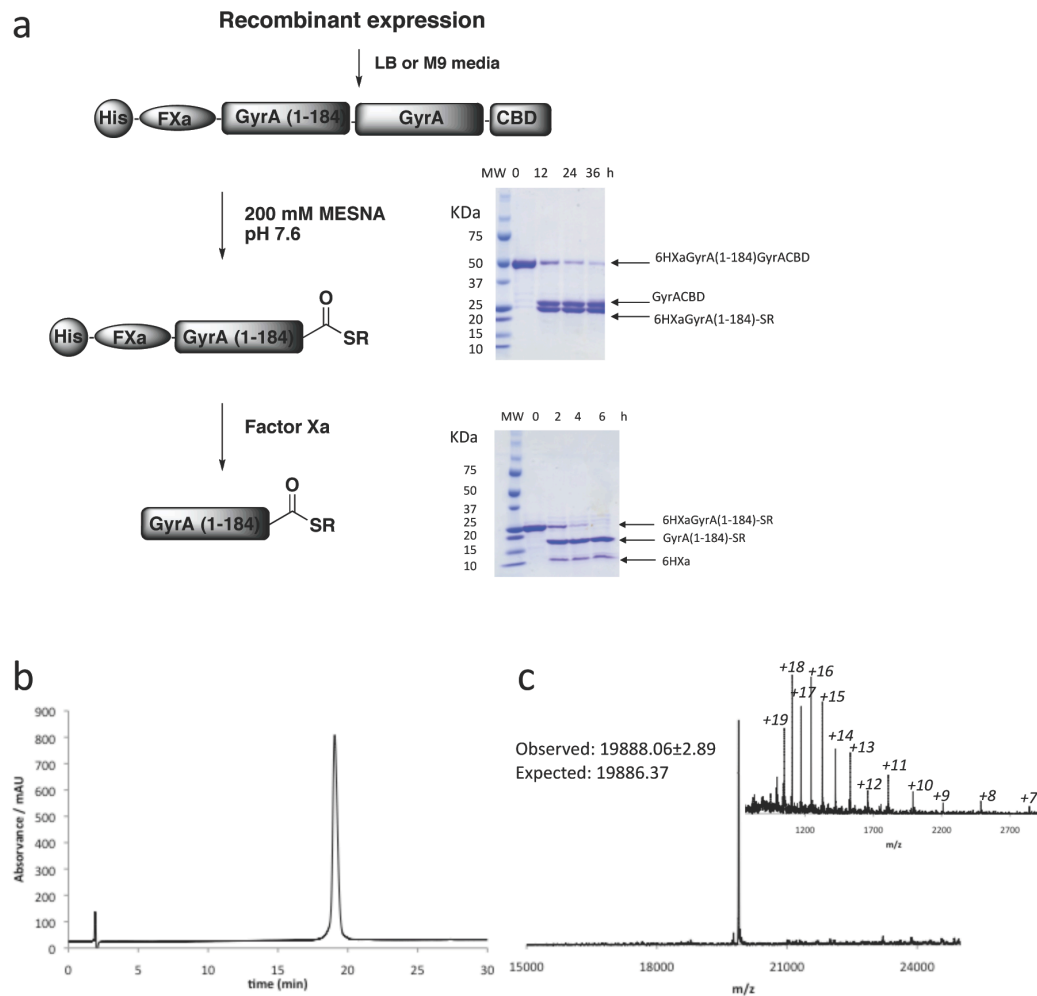 a
Recombinant expression
LB or M9 media
His FXa GyrA (1-184) GyrA CBD
200 mM MESNA
pH 7.6
MW 0 12 24 36 h
KDa
75
50
37
25
20
15
10
6HXaGyrA(1-184)GyrACBD
GyrACBD
6HXaGyrA(1-184)-SR
His FXa GyrA (1-184) O SR
Factor Xa
MW 0 2 4 6 h
KDa
75
50
37
25
20
15
10
6HXaGyrA(1-184)-SR
GyrA(1-184)-SR
6HXa
GyrA (1-184) O SR
b
Absorvance / mAU
900
800
700
600
500
400
300
200
100
0
0 5 10 15 20 25 30
time (min)
c
Observed: 19888.06±2.89
Expected: 19886.37
+19 +18 +17 +16 +15 +14 +13 +12 +11 +10 +9 +8 +7
1200 1700 2200 2700
m/z
15000 18000 21000 24000
m/z